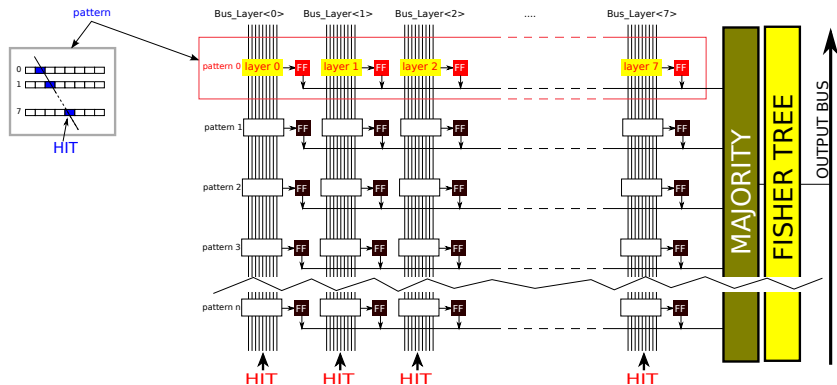 pattern
Bus_Layer<0>
Bus_Layer<1>
Bus_Layer<2>
....
Bus_Layer<7>
0
1
7
HIT
pattern 0
layer 0
FF
layer 1
FF
layer 2
FF
layer 7
FF
pattern 1
FF
FF
FF
FF
pattern 2
FF
FF
FF
FF
pattern 3
FF
FF
FF
FF
pattern n
FF
FF
FF
FF
HIT
HIT
HIT
HIT
MAJORITY
FISHER TREE
OUTPUT BUS